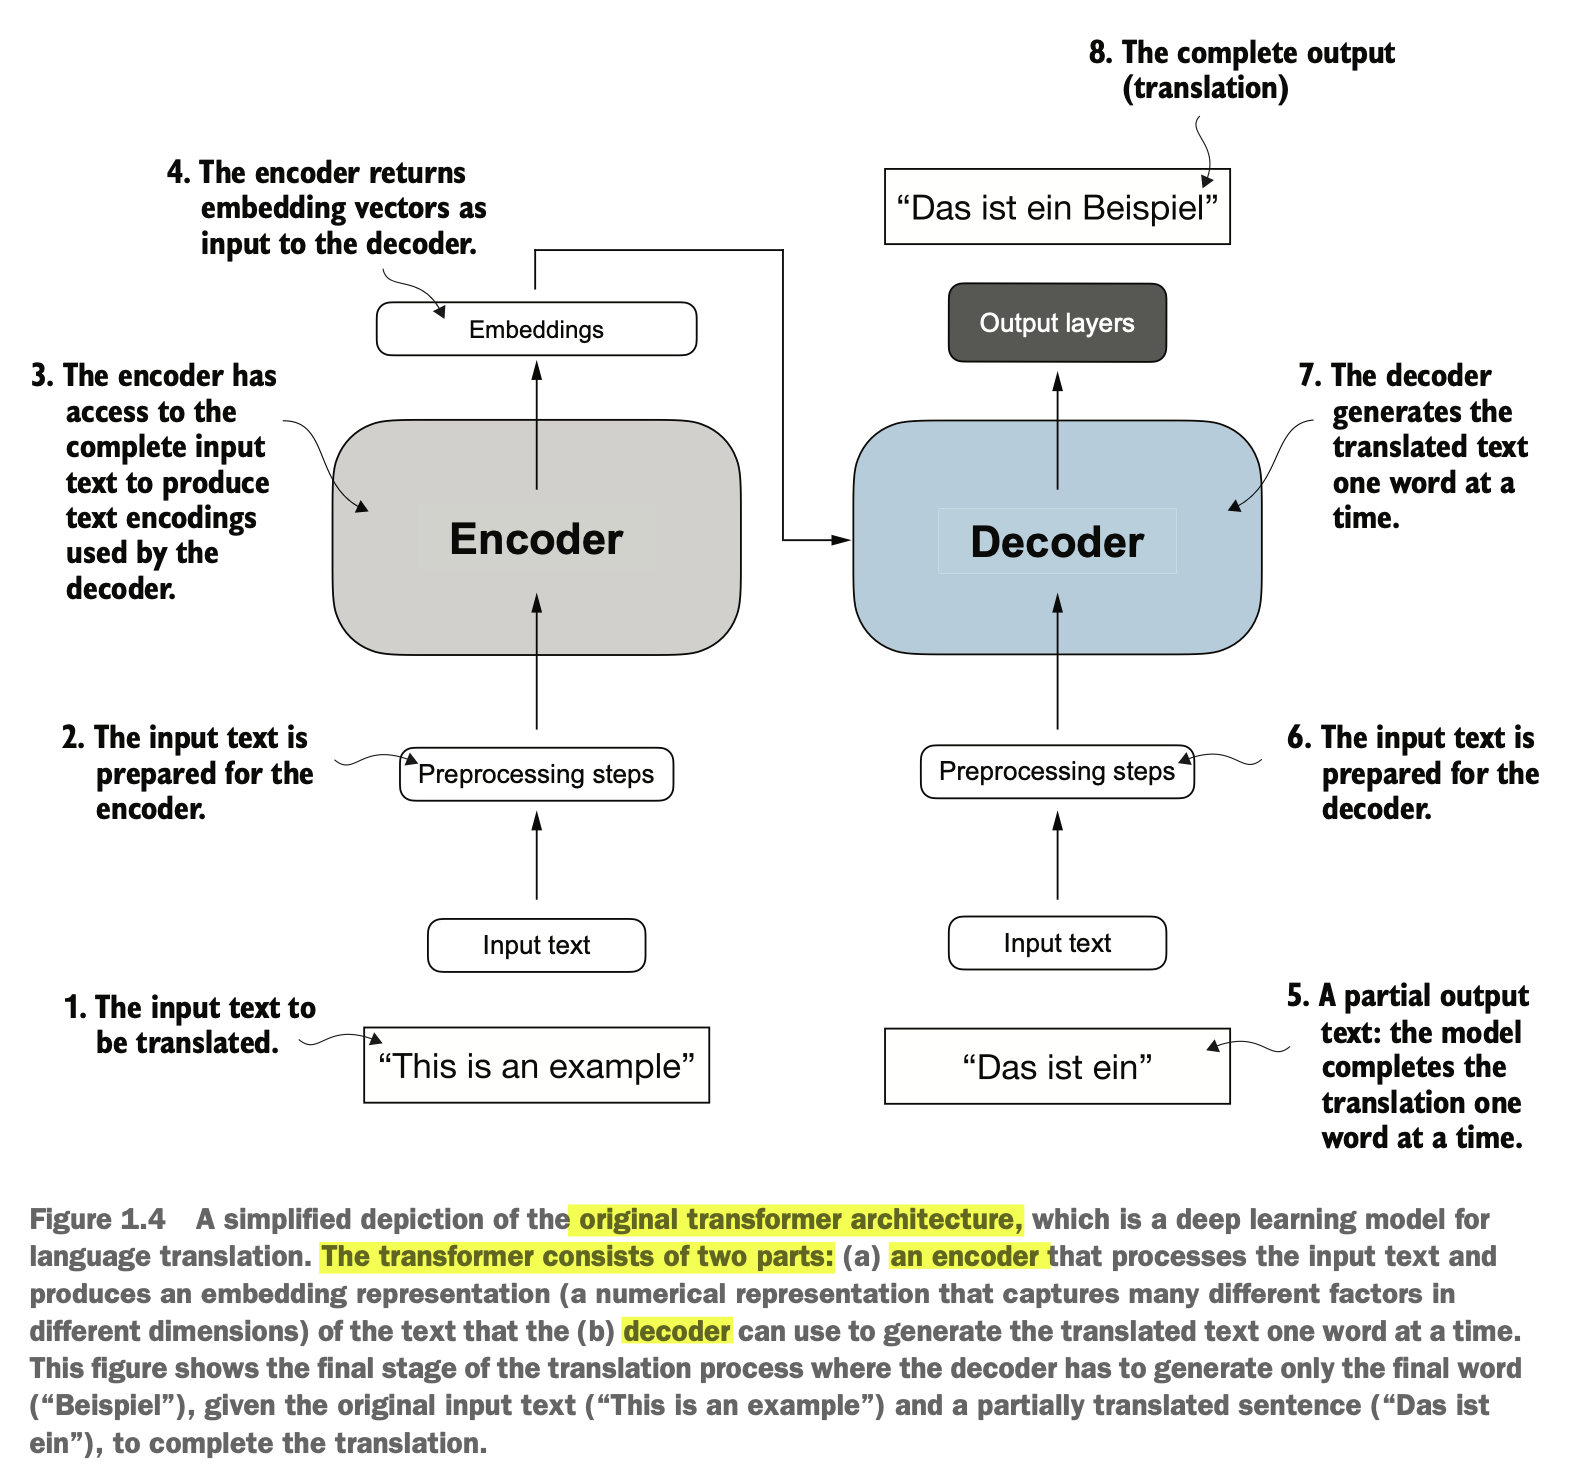 8. The complete output
(translation)
“Das ist ein Beispiel”
4. The encoder returns
embedding vectors as
input to the decoder.
Embeddings
Output layers
3. The encoder has
access to the
complete input
text to produce
text encodings
used by the
decoder.
7. The decoder
generates the
translated text
one word at a
time.
Encoder
Decoder
2. The input text is
prepared for the
encoder.
Preprocessing steps
Preprocessing steps
6. The input text is
prepared for the
decoder.
Input text
Input text
1. The input text to
be translated.
“This is an example”
“Das ist ein”
5. A partial output
text: the model
completes the
translation one
word at a time.
Figure 1.4 A simplified depiction of the original transformer architecture, which is a deep learning model for
language translation. The transformer consists of two parts: (a) an encoder that processes the input text and
produces an embedding representation (a numerical representation that captures many different factors in
different dimensions) of the text that the (b) decoder can use to generate the translated text one word at a time.
This figure shows the final stage of the translation process where the decoder has to generate only the final word
(“Beispiel”), given the original input text (“This is an example”) and a partially translated sentence (“Das ist
ein”), to complete the translation.